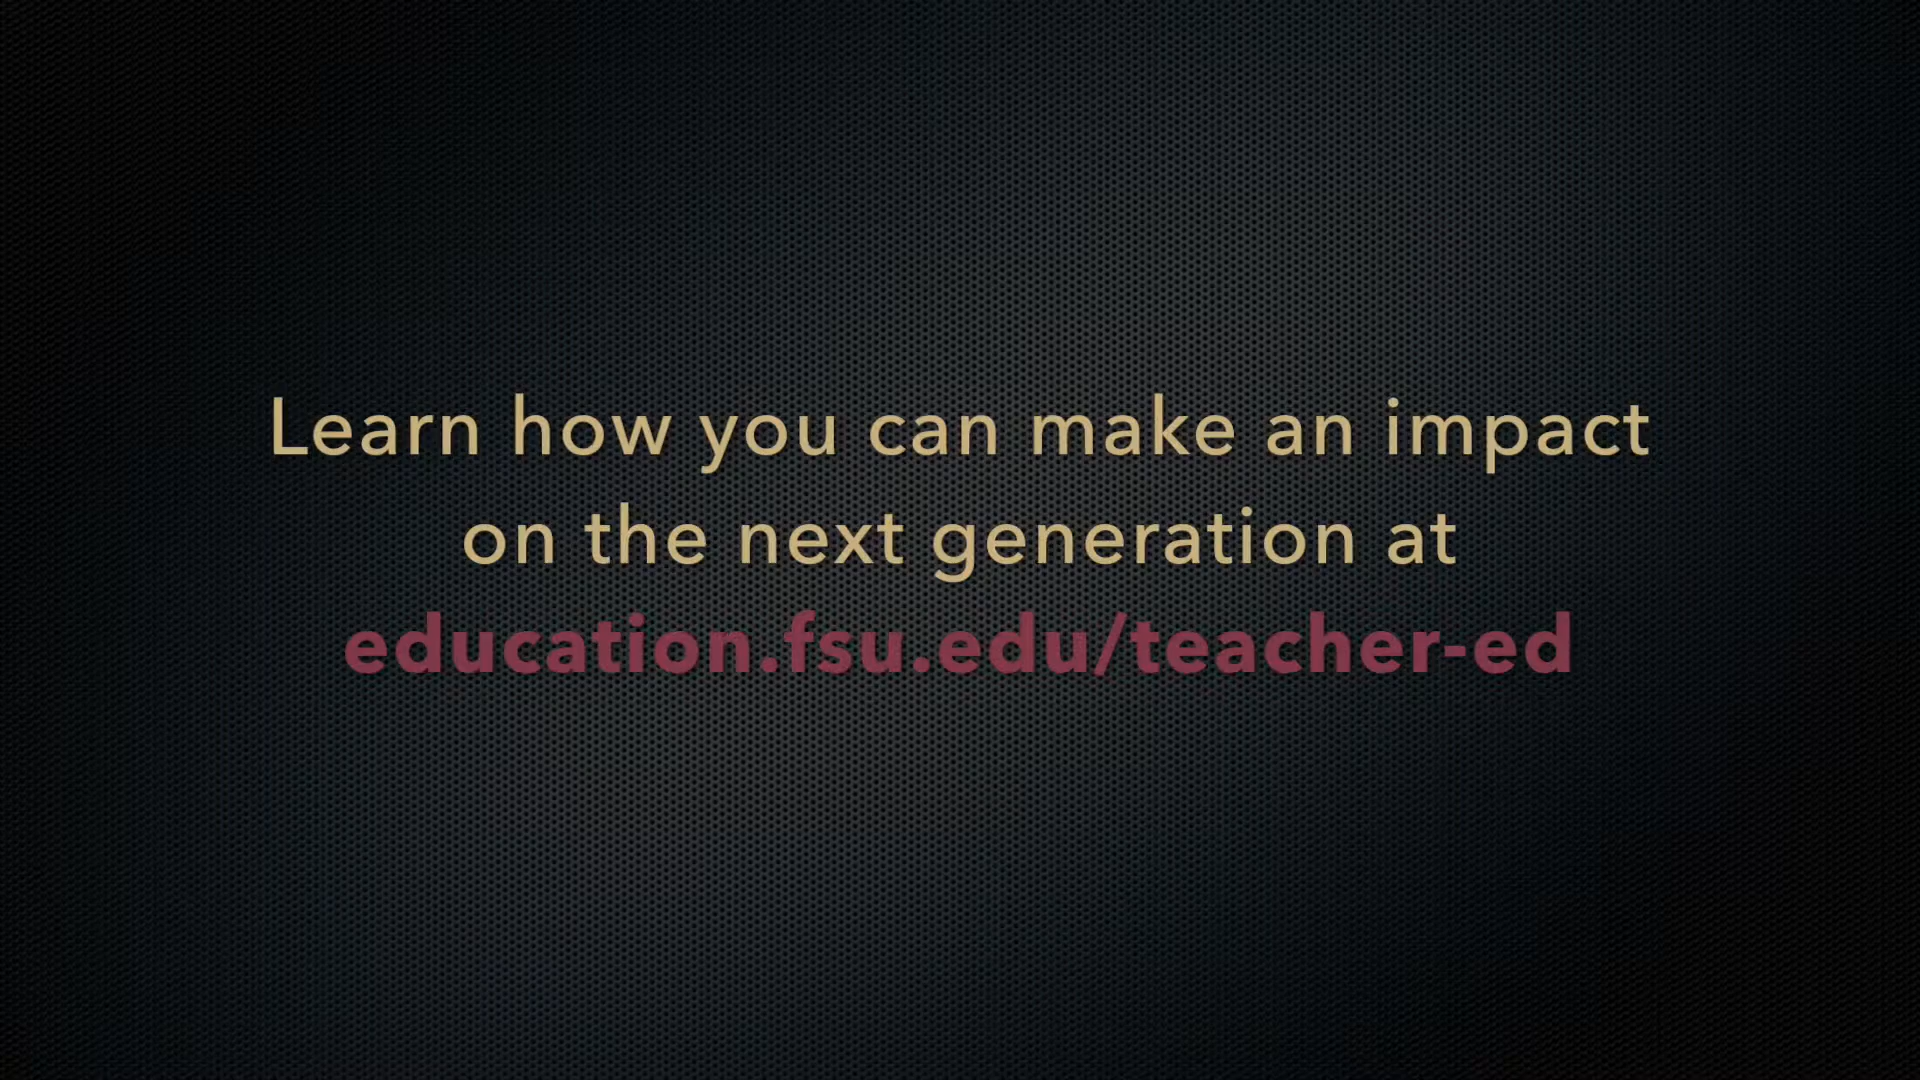 Learn how you can make an impact
on the next generation at
education.fsu.edu/teacher-ed